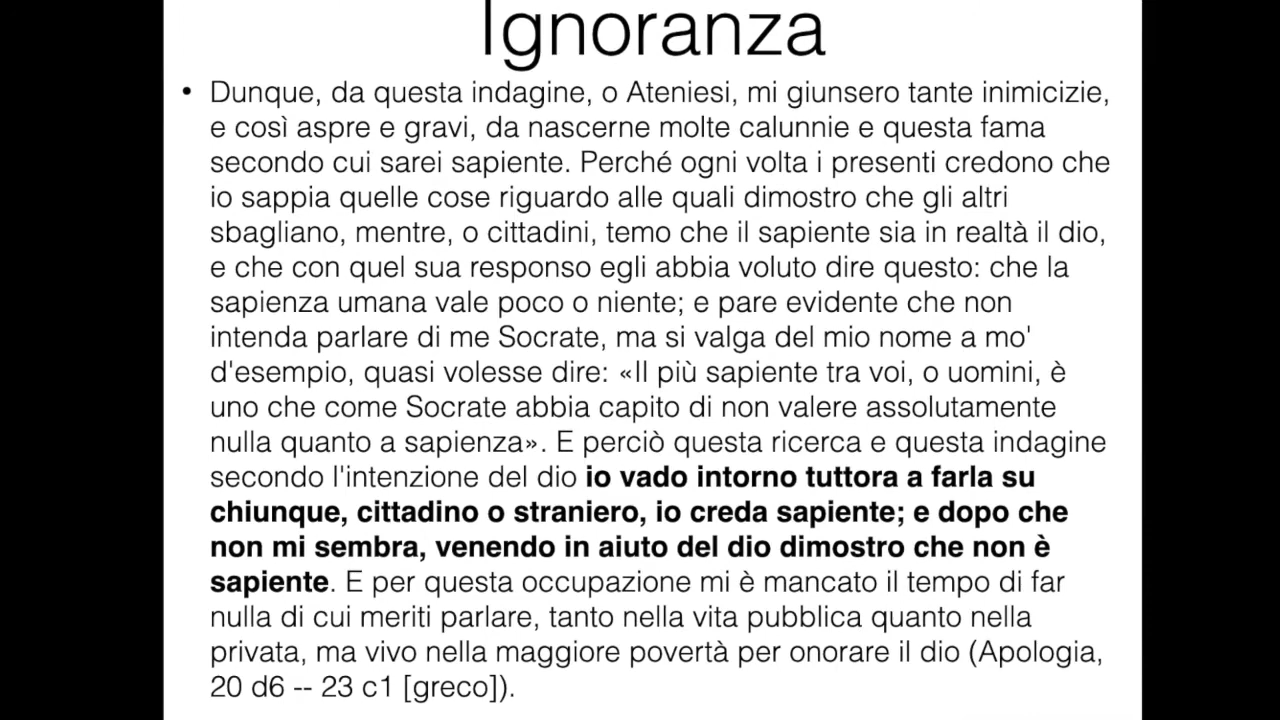 Ignoranza
• Dunque, da questa indagine, o Ateniesi, mi giunsero tante inimicizie,
e così aspre e gravi, da nascerne molte calunnie e questa fama
secondo cui sarei sapiente. Perché ogni volta i presenti credono che
io sappia quelle cose riguardo alle quali dimostro che gli altri
sbagliano, mentre, o cittadini, temo che il sapiente sia in realtà il dio,
e che con quel sua responso egli abbia voluto dire questo: che la
sapienza umana vale poco o niente; e pare evidente che non
intenda parlare di me Socrate, ma si valga del mio nome a mo'
d'esempio, quasi volesse dire: «Il più sapiente tra voi, o uomini, è
uno che come Socrate abbia capito di non valere assolutamente
nulla quanto a sapienza». E perciò questa ricerca e questa indagine
secondo l'intenzione del dio io vado intorno tuttora a farla su
chiunque, cittadino o straniero, io creda sapiente; e dopo che
non mi sembra, venendo in aiuto del dio dimostro che non è
sapiente. E per questa occupazione mi è mancato il tempo di far
nulla di cui meriti parlare, tanto nella vita pubblica quanto nella
privata, ma vivo nella maggiore povertà per onorare il dio (Apologia,
20 d6 -- 23 c1 [greco]).